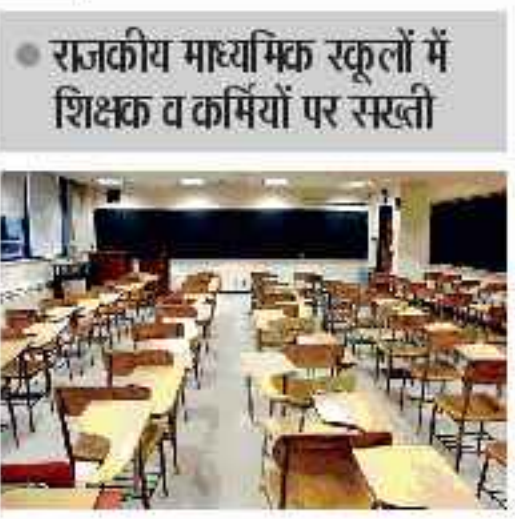 राजकीय माध्यमिक स्कूलों में
शिक्षक व कर्मियों पर सख्ती